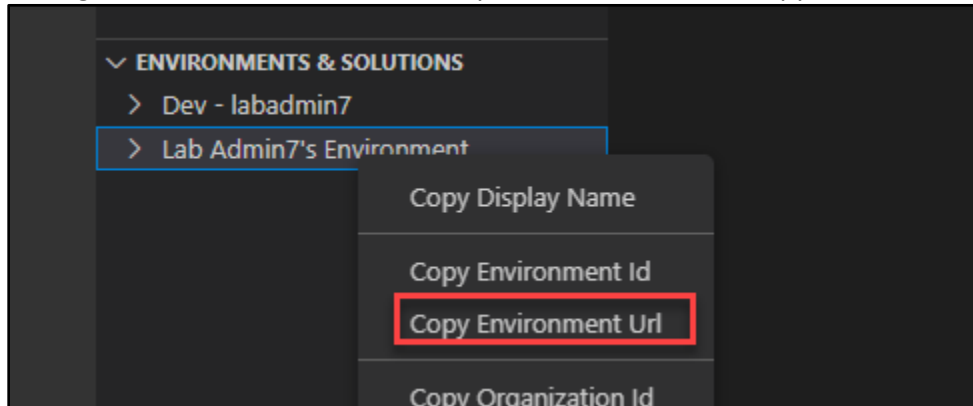 ENVIRONMENTS & SOLUTIONS
Dev - labadmin7
Lab Admin7's Environment
Copy Display Name
Copy Environment Id
Copy Environment Url
Copy Organization Id